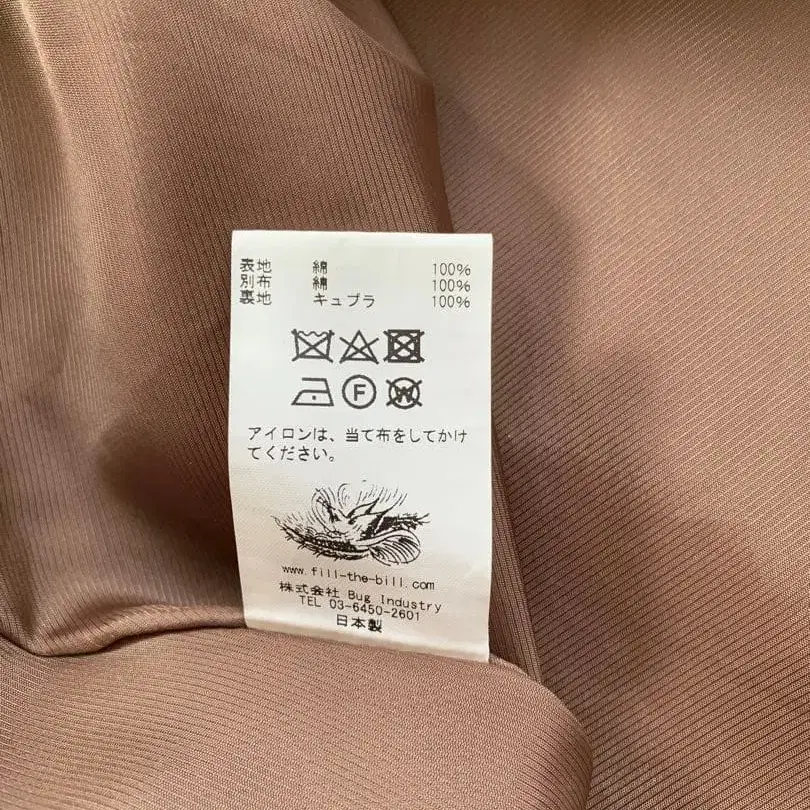 表地 綿 100%
別布 綿 100%
裏地 キュプラ 100%
F W
アイロンは、当て布をしてかけ
てください。
www.fill-the-bill.com
株式会社 Bug Industry
TEL 03-6450-2601
日本製